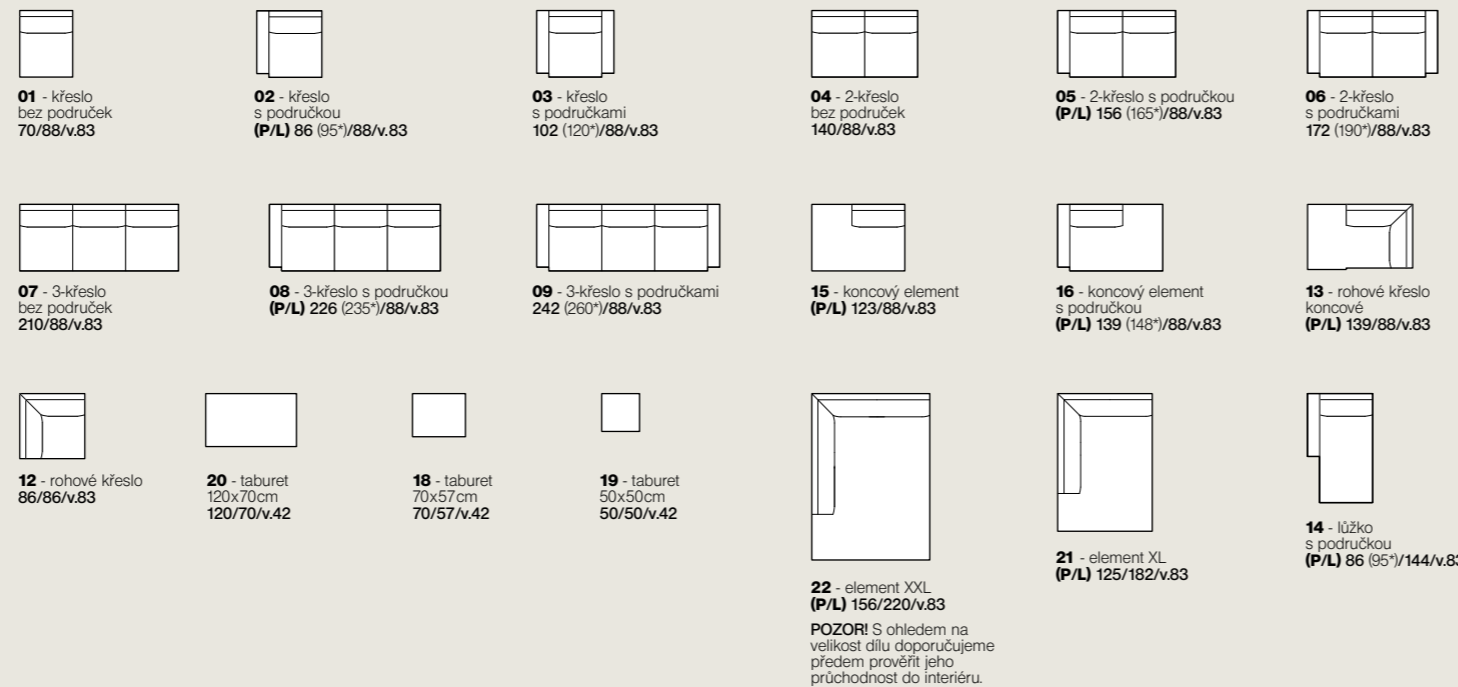 01 - křeslo
bez područek
70/88/v.83
02 - křeslo
s područkou
(P/L) 86 (95*)/88/v.83
03 - křeslo
s područkami
102 (120*)/88/v.83
04 - 2-křeslo
bez područek
140/88/v.83
05 - 2-křeslo s područkou
(P/L) 156 (165*)/88/v.83
06 - 2-křeslo
s područkami
172 (190*)/88/v.83
07 - 3-křeslo
bez područek
210/88/v.83
08 - 3-křeslo s područkou
(P/L) 226 (235*)/88/v.83
09 - 3-křeslo s područkami
242 (260*)/88/v.83
15 - koncový element
(P/L) 123/88/v.83
16 - koncový element
s područkou
(P/L) 139 (148*)/88/v.83
13 - rohové křeslo
koncové
(P/L) 139/88/v.83
12 - rohové křeslo
86/86/v.83
20 - taburet
120x70cm
120/70/v.42
18 - taburet
70x57cm
70/57/v.42
19 - taburet
50x50cm
50/50/v.42
22 - element XXL
(P/L) 156/220/v.83
POZOR! S ohledem na
velikost dílu doporučujeme
předem prověřit jeho
průchodnost do interiéru.
21 - element XL
(P/L) 125/182/v.83
14 - lůžko
s područkou
(P/L) 86 (95*)/144/v.83